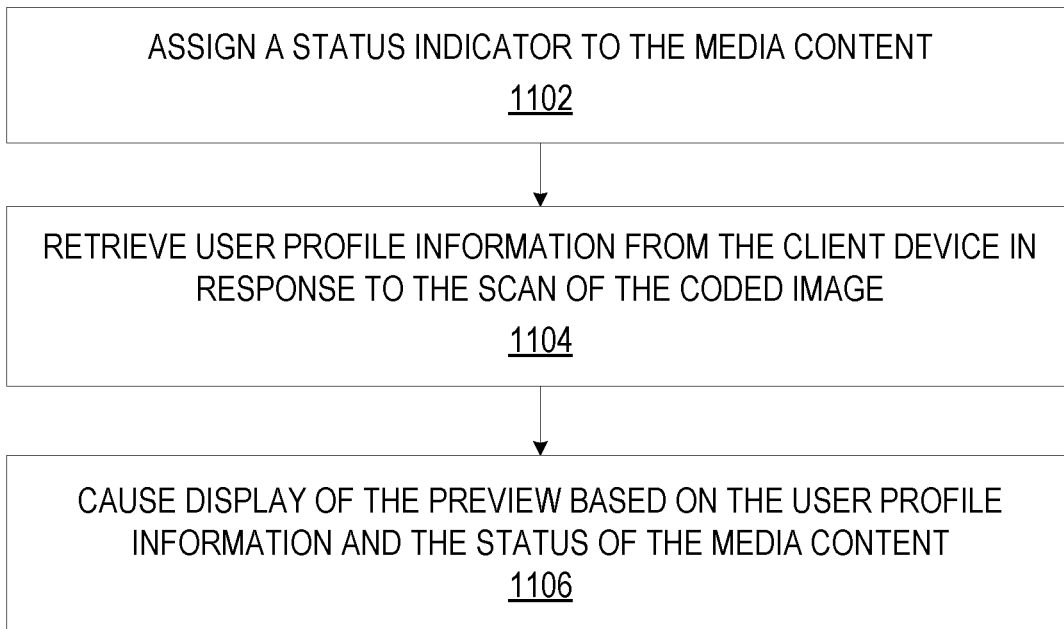 ASSIGN A STATUS INDICATOR TO THE MEDIA CONTENT
1102
RETRIEVE USER PROFILE INFORMATION FROM THE CLIENT DEVICE IN
RESPONSE TO THE SCAN OF THE CODED IMAGE
1104
CAUSE DISPLAY OF THE PREVIEW BASED ON THE USER PROFILE
INFORMATION AND THE STATUS OF THE MEDIA CONTENT
1106